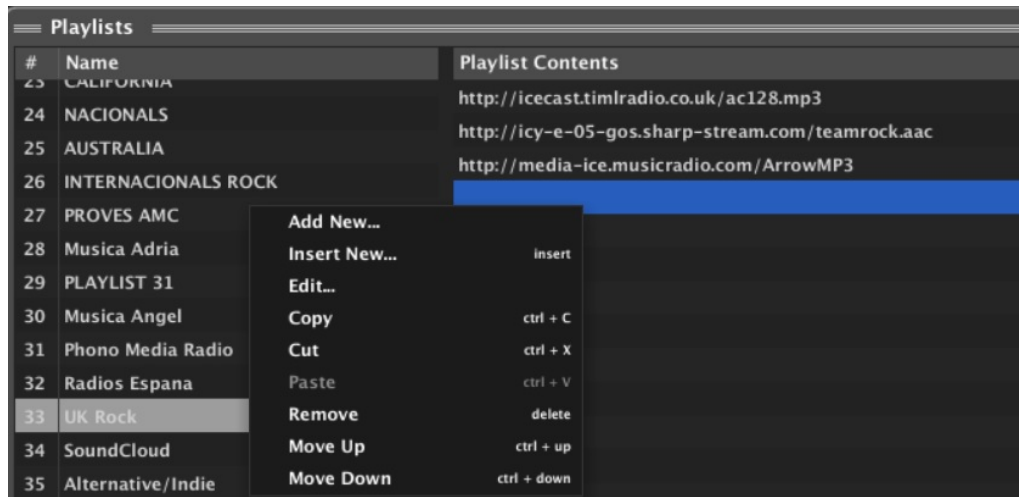 Playlists
# Name Playlist Contents
23 CALIFORNIA
http://icecast.timlradio.co.uk/ac128.mp3
24 NACIONALS
http://icy-e-05-gos.sharp-stream.com/teamrock.aac
25 AUSTRALIA
http://media-ice.musicradio.com/ArrowMP3
26 INTERNACIONALS ROCK
27 PROVES AMC
Add New...
28 Musica Adria
Insert New... insert
29 PLAYLIST 31
Edit...
30 Musica Angel
Copy ctrl + C
31 Phono Media Radio
Cut ctrl + X
32 Radios Espana
Paste ctrl + V
33 UK Rock
Remove delete
34 SoundCloud
Move Up ctrl + up
35 Alternative/Indie
Move Down ctrl + down